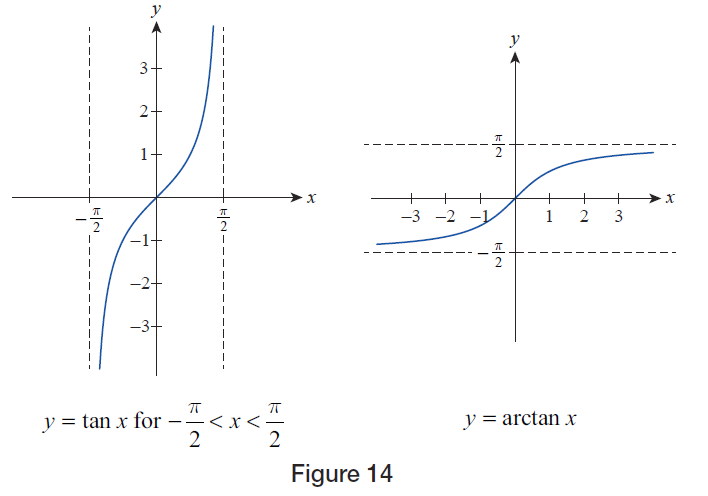 y
3
2
1
x
−π/2
π/2
−1
−2
−3
y = tan x for −π/2 < x < π/2
y
π/2
x
−3 −2 −1 1 2 3
−π/2
y = arctan x
Figure 14